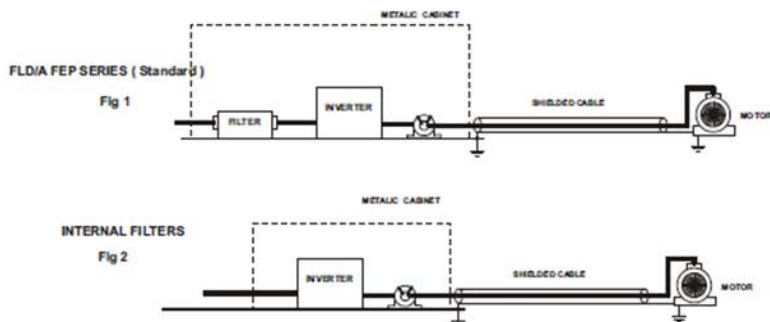 METALIC CABINET
FLD/A FEP SERIES ( Standard )
Fig 1
INVERTER
FILTER
SHIELDED CABLE
MOTOR
METALIC CABINET
INTERNAL FILTERS
Fig 2
INVERTER
SHIELDED CABLE
MOTOR